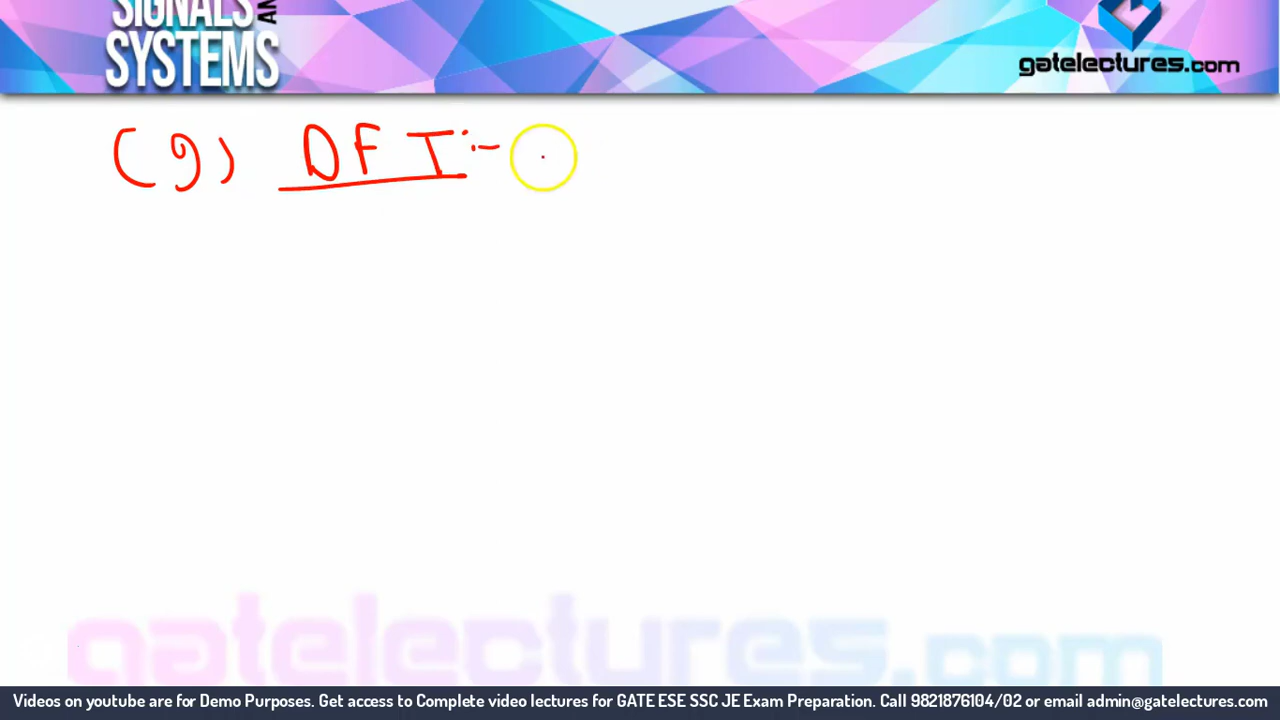 SIGNALS AND
SYSTEMS
gatelectures.com
(9) DFT:-
gatelectures.com
Videos on youtube are for Demo Purposes. Get access to Complete video lectures for GATE ESE SSC JE Exam Preparation. Call 9821876104/02 or email admin@gatelectures.com